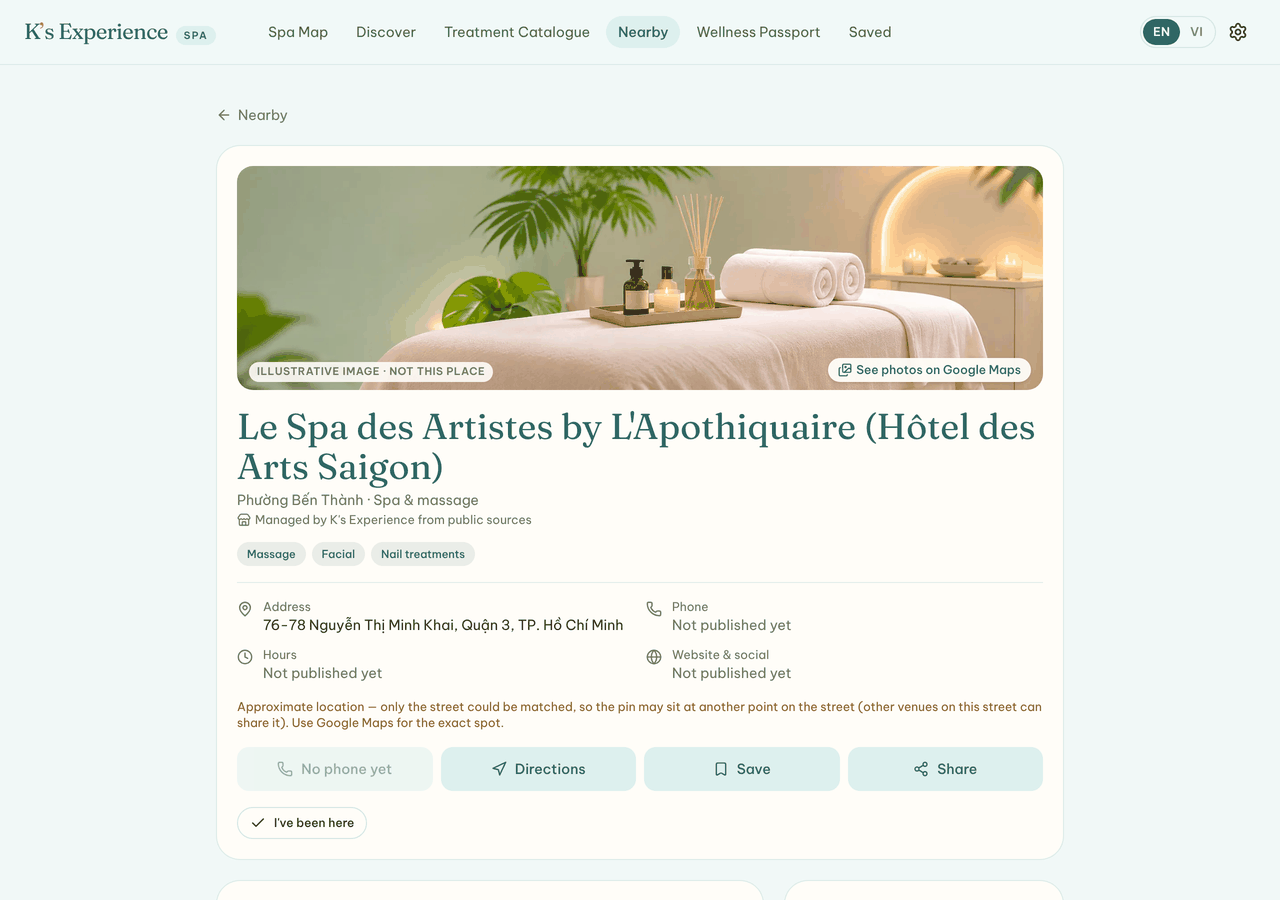 K's Experience SPA
Spa Map
Discover
Treatment Catalogue
Nearby
Wellness Passport
Saved
EN
VI
Nearby
ILLUSTRATIVE IMAGE · NOT THIS PLACE
See photos on Google Maps
Le Spa des Artistes by L'Apothiquaire (Hôtel des
Arts Saigon)
Phường Bến Thành · Spa & massage
Managed by K's Experience from public sources
Massage
Facial
Nail treatments
Address
76-78 Nguyễn Thị Minh Khai, Quận 3, TP. Hồ Chí Minh
Phone
Not published yet
Hours
Not published yet
Website & social
Not published yet
Approximate location — only the street could be matched, so the pin may sit at another point on the street (other venues on this street can
share it). Use Google Maps for the exact spot.
No phone yet
Directions
Save
Share
I've been here